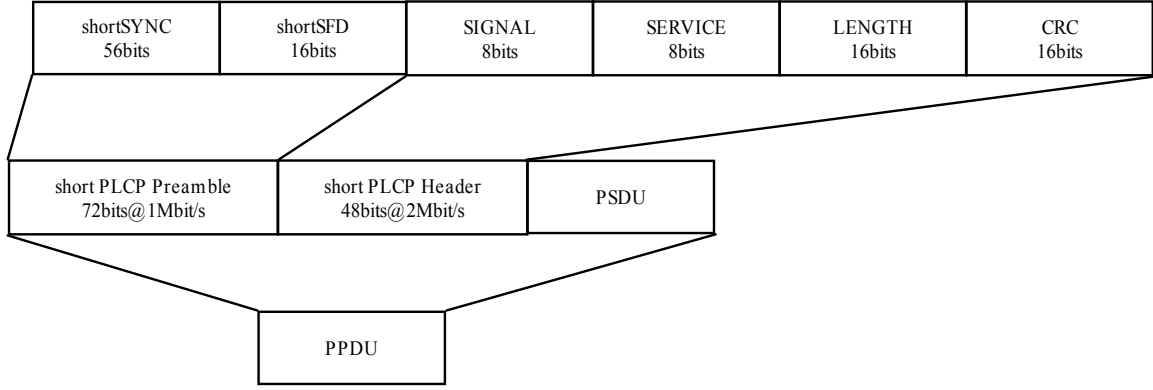 shortSYNC
56bits
shortSFD
16bits
SIGNAL
8bits
SERVICE
8bits
LENGTH
16bits
CRC
16bits
short PLCP Preamble
72bits@1Mbit/s
short PLCP Header
48bits@2Mbit/s
PSDU
PPDU